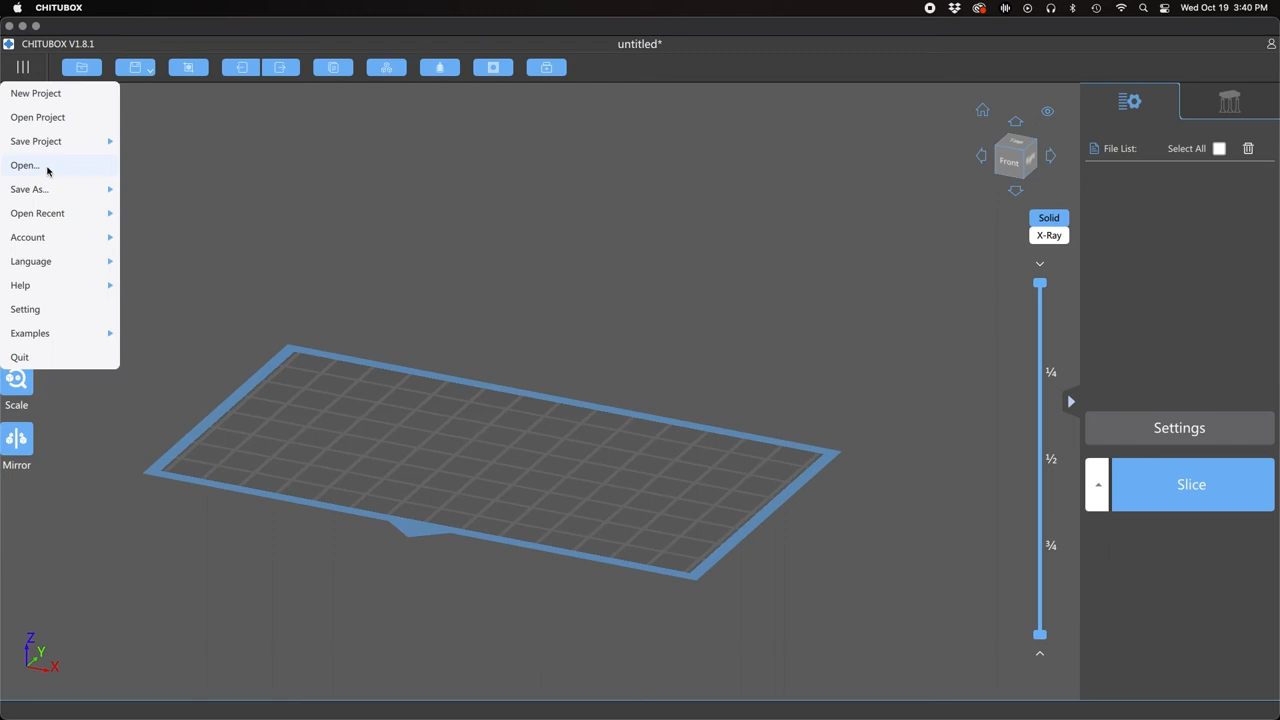 CHITUBOX
Wed Oct 19 3:40 PM
CHITUBOX V1.8.1
untitled*
New Project
Open Project
Save Project
Open...
Save As...
Open Recent
Account
Language
Help
Setting
Examples
Quit
Scale
Mirror
File List:
Select All
Front
Solid
X-Ray
¼
½
¾
Settings
Slice
Z
Y
X